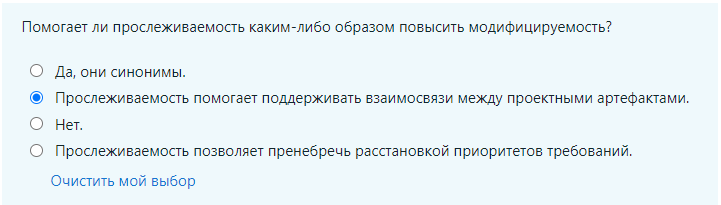 Помогает ли прослеживаемость каким-либо образом повысить модифицируемость?
Да, они синонимы.
Прослеживаемость помогает поддерживать взаимосвязи между проектными артефактами.
Нет.
Прослеживаемость позволяет пренебречь расстановкой приоритетов требований.
Очистить мой выбор